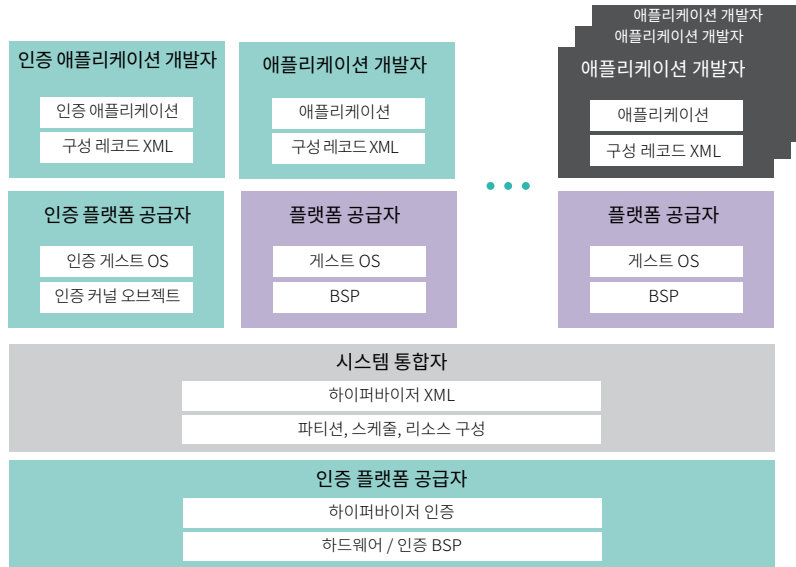 인증 애플리케이션 개발자
인증 애플리케이션
구성 레코드 XML
애플리케이션 개발자
애플리케이션
구성 레코드 XML
애플리케이션 개발자
애플리케이션 개발자
애플리케이션 개발자
애플리케이션
구성 레코드 XML
인증 플랫폼 공급자
인증 게스트 OS
인증 커널 오브젝트
플랫폼 공급자
게스트 OS
BSP
플랫폼 공급자
게스트 OS
BSP
시스템 통합자
하이퍼바이저 XML
파티션, 스케줄, 리소스 구성
인증 플랫폼 공급자
하이퍼바이저 인증
하드웨어 / 인증 BSP